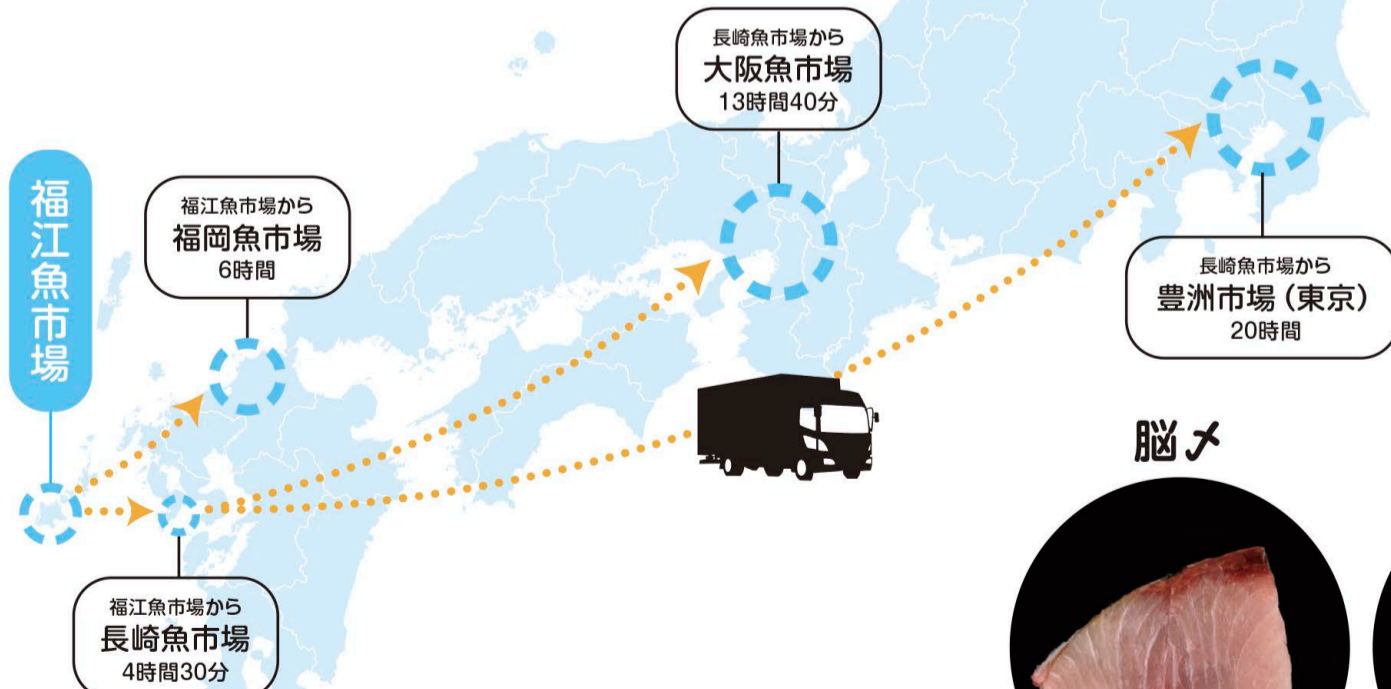 長崎魚市場から
大阪魚市場
13時間40分
福江魚市場
福江魚市場から
福岡魚市場
6時間
長崎魚市場から
豊洲市場（東京）
20時間
福江魚市場から
長崎魚市場
4時間30分
脳〆